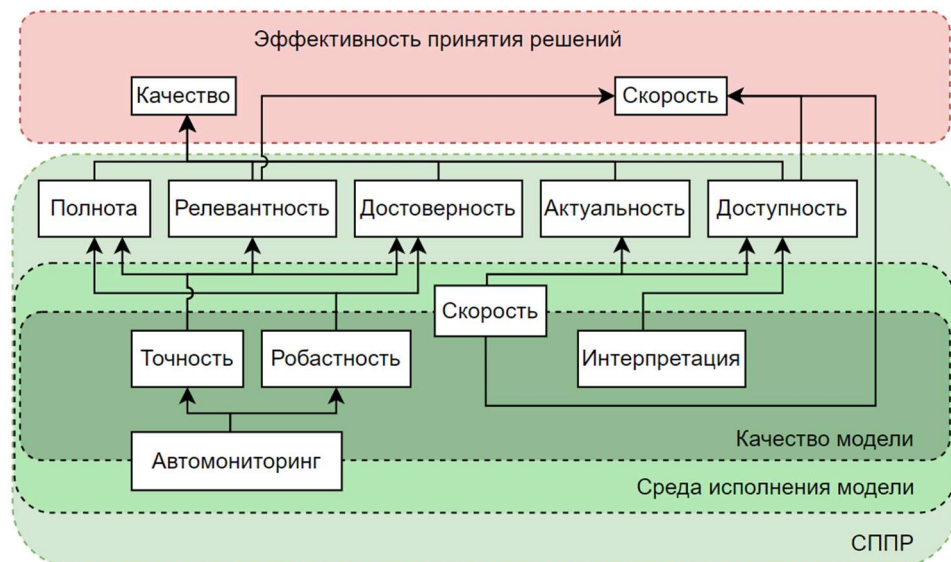 Эффективность принятия решений
Качество
Скорость
Полнота
Релевантность
Достоверность
Актуальность
Доступность
Скорость
Точность
Робастность
Интерпретация
Автомониторинг
Качество модели
Среда исполнения модели
СППР